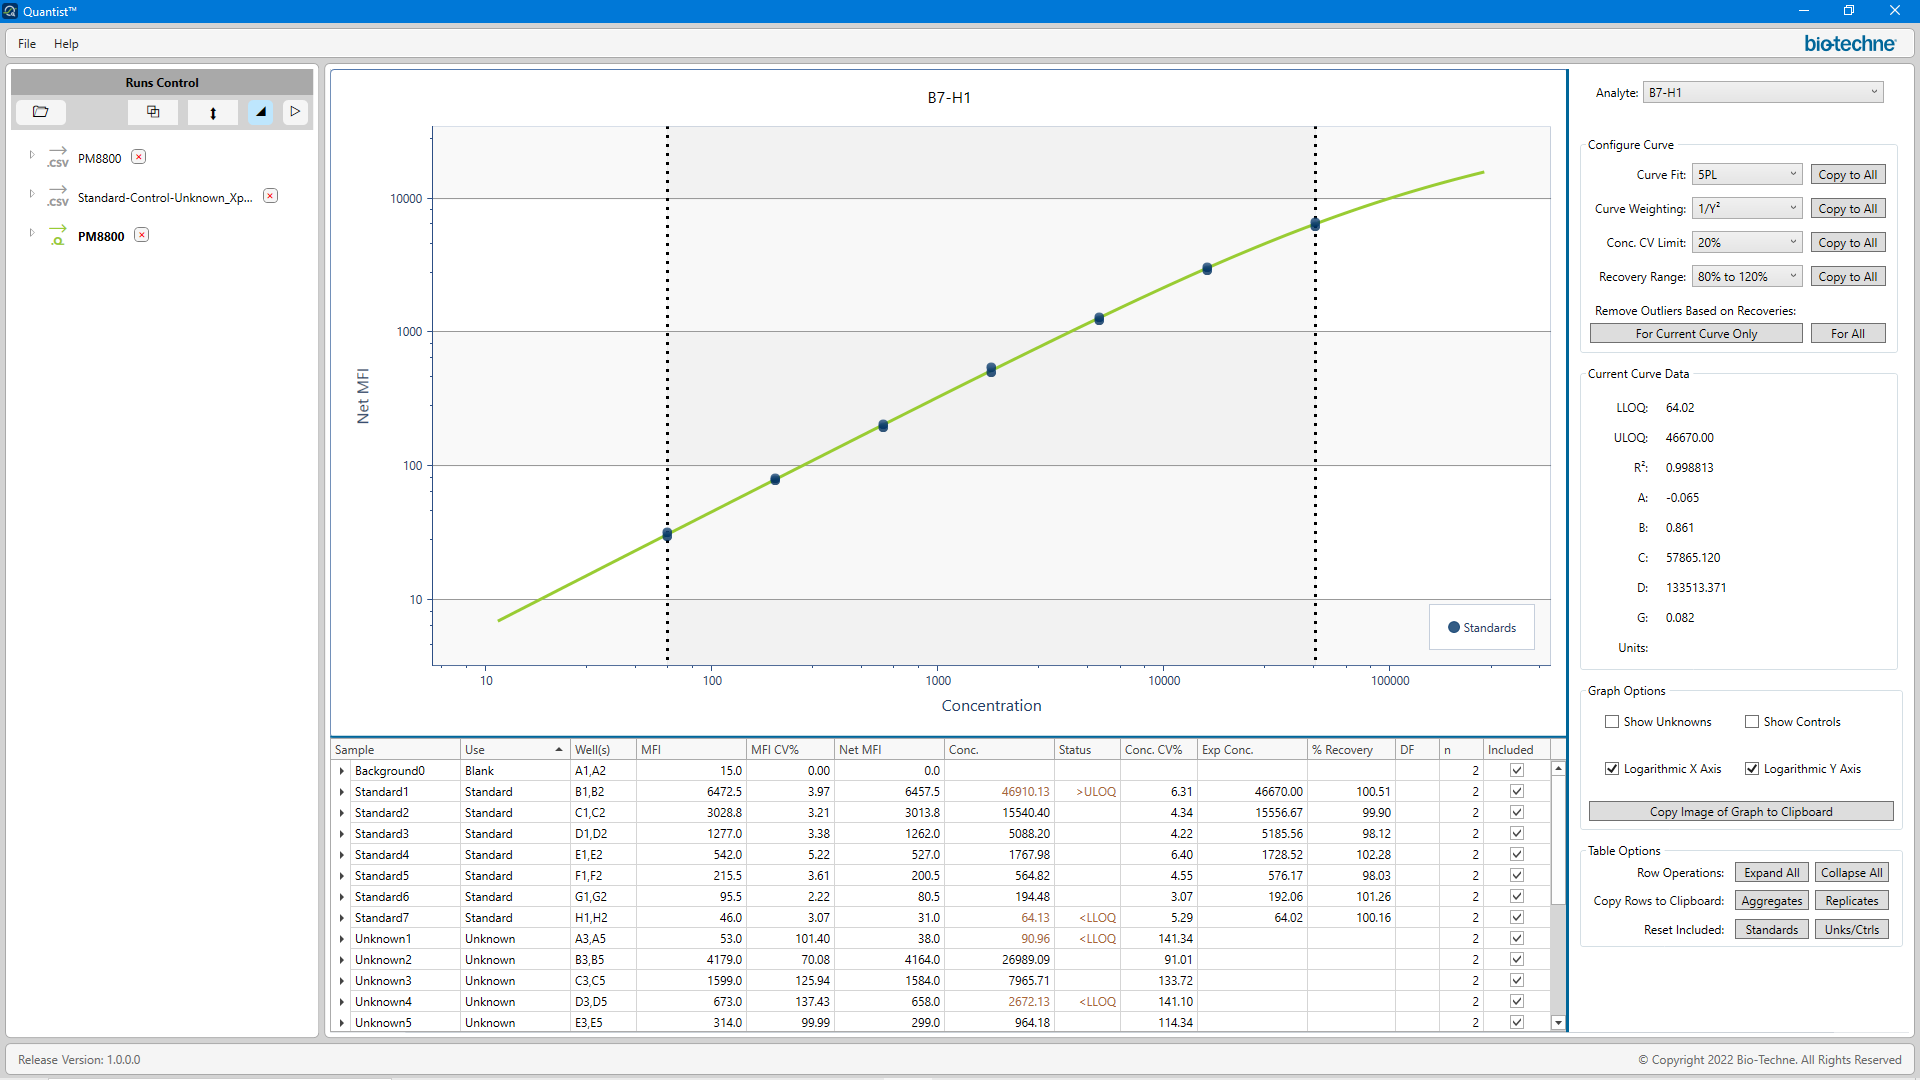 Quantist™
File Help
bio-techne
Runs Control
.CSV PM8800
.CSV Standard-Control-Unknown_Xp...
.Q PM8800
B7-H1
10000
1000
100
10
Net MFI
Standards
10 100 1000 10000 100000
Concentration
Sample Use Well(s) MFI MFI CV% Net MFI Conc. Status Conc. CV% Exp Conc. % Recovery DF n Included
Background0 Blank A1,A2 15.0 0.00 0.0 2
Standard1 Standard B1,B2 6472.5 3.97 6457.5 46910.13 >ULOQ 6.31 46670.00 100.51 2
Standard2 Standard C1,C2 3028.8 3.21 3013.8 15540.40 4.34 15556.67 99.90 2
Standard3 Standard D1,D2 1277.0 3.38 1262.0 5088.20 4.22 5185.56 98.12 2
Standard4 Standard E1,E2 542.0 5.22 527.0 1767.98 6.40 1728.52 102.28 2
Standard5 Standard F1,F2 215.5 3.61 200.5 564.82 4.55 576.17 98.03 2
Standard6 Standard G1,G2 95.5 2.22 80.5 194.48 3.07 192.06 101.26 2
Standard7 Standard H1,H2 46.0 3.07 31.0 64.13 <LLOQ 5.29 64.02 100.16 2
Unknown1 Unknown A3,A5 53.0 101.40 38.0 90.96 <LLOQ 141.34 2
Unknown2 Unknown B3,B5 4179.0 70.08 4164.0 26989.09 91.01 2
Unknown3 Unknown C3,C5 1599.0 125.94 1584.0 7965.71 133.72 2
Unknown4 Unknown D3,D5 673.0 137.43 658.0 2672.13 <LLOQ 141.10 2
Unknown5 Unknown E3,E5 314.0 99.99 299.0 964.18 114.34 2
Analyte: B7-H1
Configure Curve
Curve Fit: 5PL Copy to All
Curve Weighting: 1/Y² Copy to All
Conc. CV Limit: 20% Copy to All
Recovery Range: 80% to 120% Copy to All
Remove Outliers Based on Recoveries:
For Current Curve Only For All
Current Curve Data
LLOQ: 64.02
ULOQ: 46670.00
R²: 0.998813
A: -0.065
B: 0.861
C: 57865.120
D: 133513.371
G: 0.082
Units:
Graph Options
Show Unknowns Show Controls
Logarithmic X Axis Logarithmic Y Axis
Copy Image of Graph to Clipboard
Table Options
Row Operations: Expand All Collapse All
Copy Rows to Clipboard: Aggregates Replicates
Reset Included: Standards Unks/Ctrls
Release Version: 1.0.0.0
© Copyright 2022 Bio-Techne. All Rights Reserved